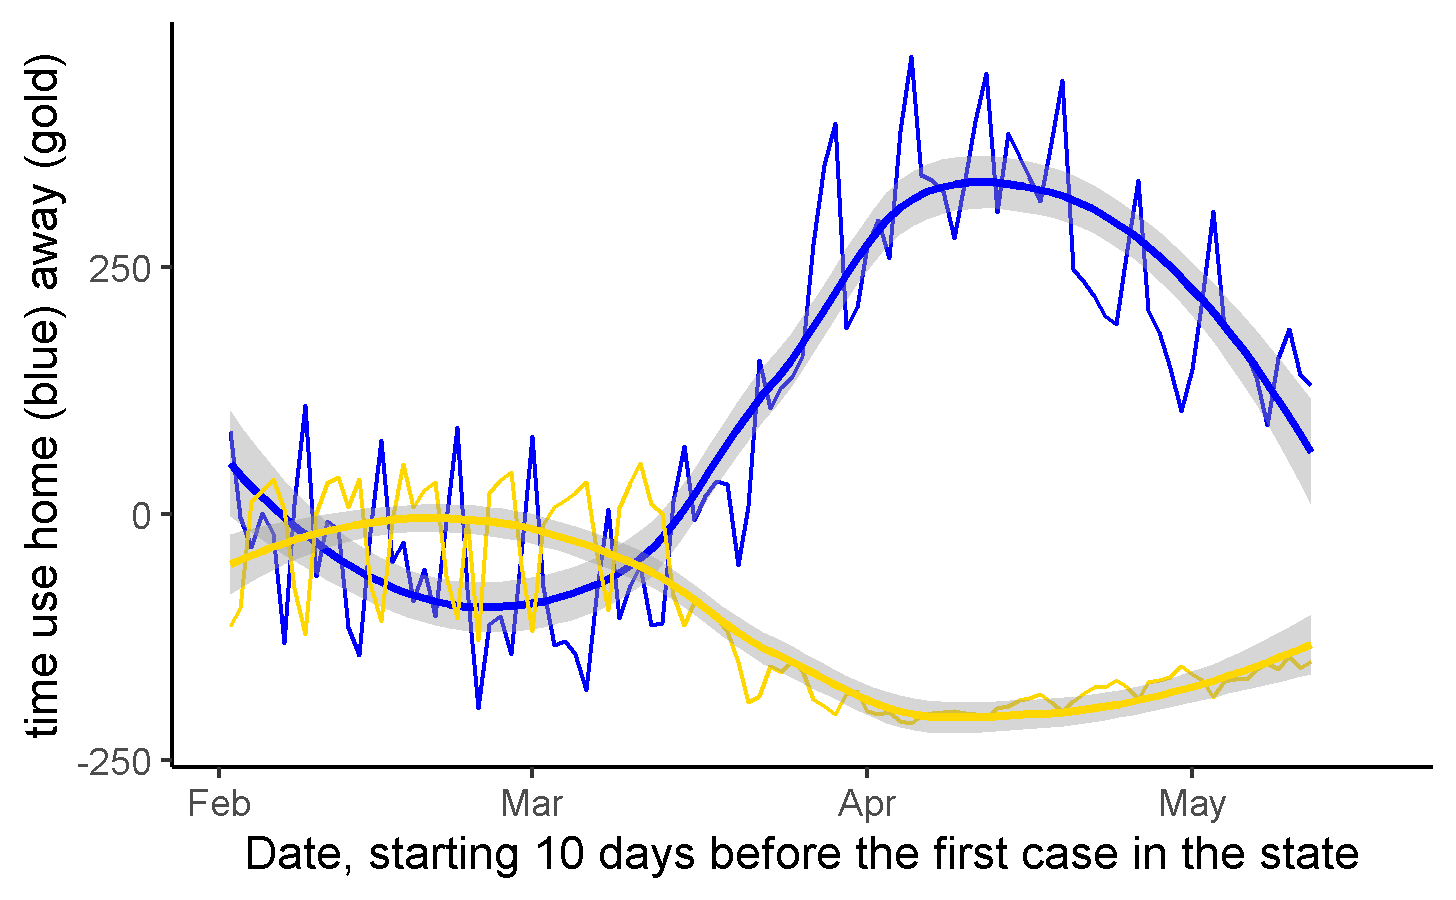 time use home (blue) away (gold)
250
0
-250
Feb
Mar
Apr
May
Date, starting 10 days before the first case in the state